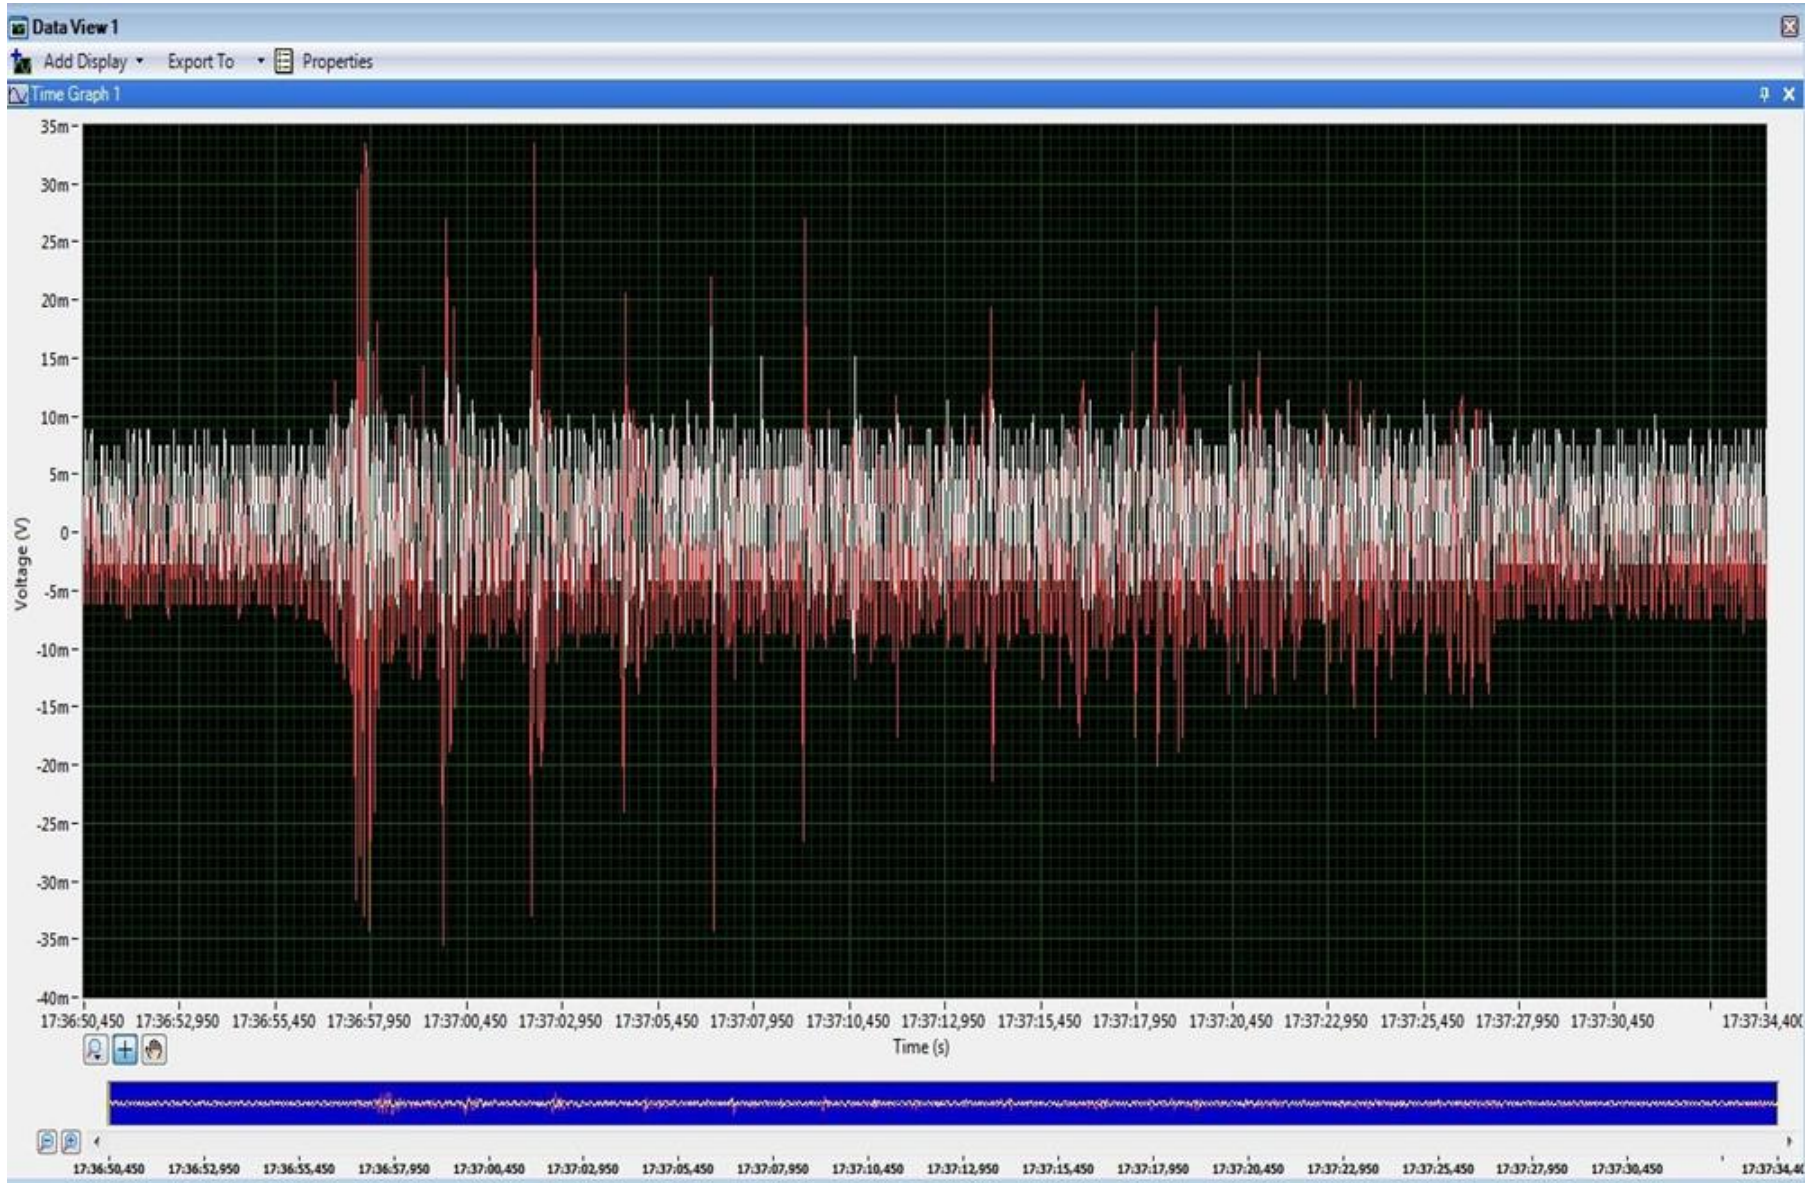 Data View 1
Add Display Export To Properties
Time Graph 1
35m
30m
25m
20m
15m
10m
5m
0
-5m
-10m
-15m
-20m
-25m
-30m
-35m
-40m
Voltage (V)
17:36:50,450 17:36:52,950 17:36:55,450 17:36:57,950 17:37:00,450 17:37:02,950 17:37:05,450 17:37:07,950 17:37:10,450 17:37:12,950 17:37:15,450 17:37:17,950 17:37:20,450 17:37:22,950 17:37:25,450 17:37:27,950 17:37:30,450 17:37:34,400
Time (s)
17:36:50,450 17:36:52,950 17:36:55,450 17:36:57,950 17:37:00,450 17:37:02,950 17:37:05,450 17:37:07,950 17:37:10,450 17:37:12,950 17:37:15,450 17:37:17,950 17:37:20,450 17:37:22,950 17:37:25,450 17:37:27,950 17:37:30,450 17:37:34,40